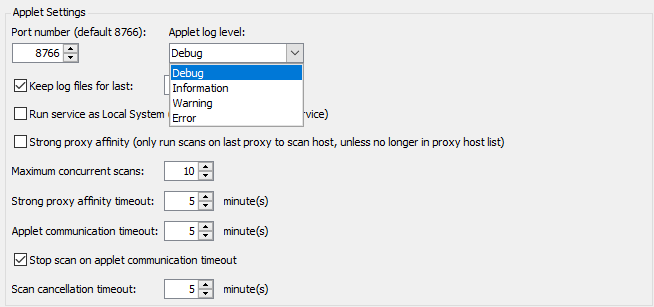 Applet Settings
Port number (default 8766): Applet log level:
8766 Debug
Debug
Keep log files for last:
Information
Warning
Run service as Local System rvice)
Error
Strong proxy affinity (only run scans on last proxy to scan host, unless no longer in proxy host list)
Maximum concurrent scans: 10
Strong proxy affinity timeout: 5 minute(s)
Applet communication timeout: 5 minute(s)
Stop scan on applet communication timeout
Scan cancellation timeout: 5 minute(s)